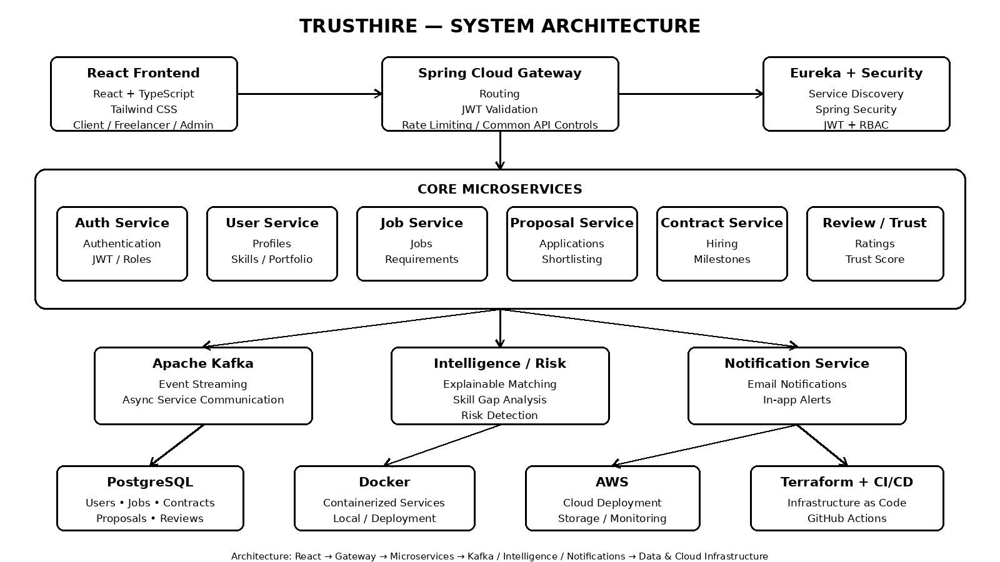 TRUSTHIRE — SYSTEM ARCHITECTURE
React Frontend
React + TypeScript
Tailwind CSS
Client / Freelancer / Admin
Spring Cloud Gateway
Routing
JWT Validation
Rate Limiting / Common API Controls
Eureka + Security
Service Discovery
Spring Security
JWT + RBAC
CORE MICROSERVICES
Auth Service
Authentication
JWT / Roles
User Service
Profiles
Skills / Portfolio
Job Service
Jobs
Requirements
Proposal Service
Applications
Shortlisting
Contract Service
Hiring
Milestones
Review / Trust
Ratings
Trust Score
Apache Kafka
Event Streaming
Async Service Communication
Intelligence / Risk
Explainable Matching
Skill Gap Analysis
Risk Detection
Notification Service
Email Notifications
In-app Alerts
PostgreSQL
Users • Jobs • Contracts
Proposals • Reviews
Docker
Containerized Services
Local / Deployment
AWS
Cloud Deployment
Storage / Monitoring
Terraform + CI/CD
Infrastructure as Code
GitHub Actions
Architecture: React → Gateway → Microservices → Kafka / Intelligence / Notifications → Data & Cloud Infrastructure